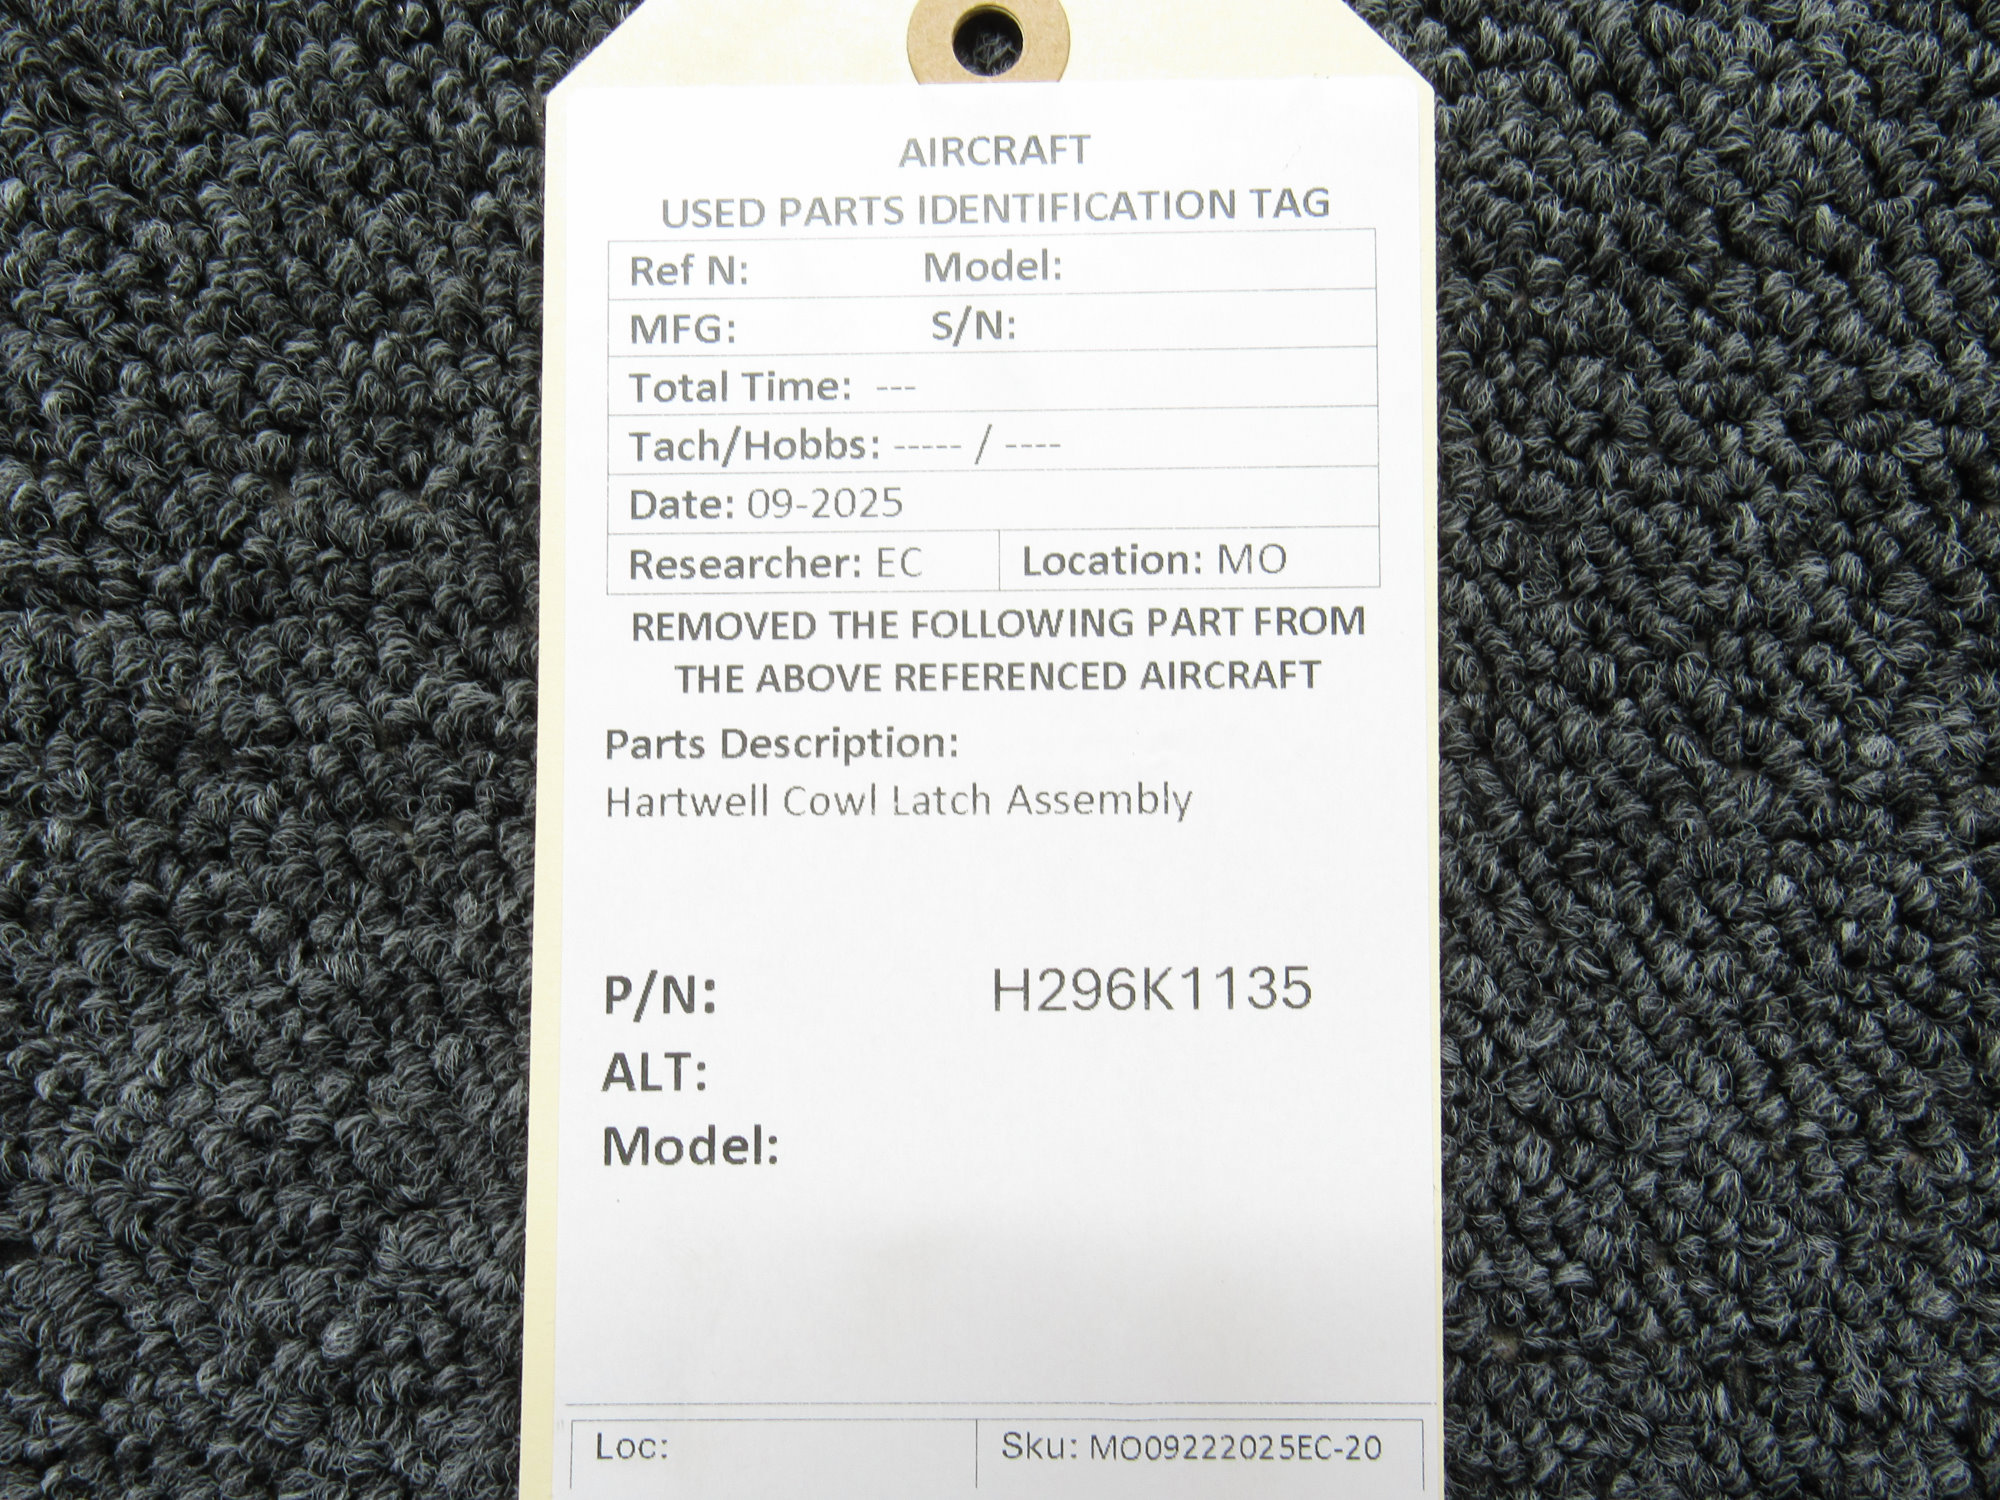 AIRCRAFT
USED PARTS IDENTIFICATION TAG
Ref N: Model:
MFG: S/N:
Total Time: ---
Tach/Hobbs: ----- / ----
Date: 09-2025
Researcher: EC Location: MO
REMOVED THE FOLLOWING PART FROM
THE ABOVE REFERENCED AIRCRAFT
Parts Description:
Hartwell Cowl Latch Assembly
P/N: H296K1135
ALT:
Model:
Loc: Sku: MO09222025EC-20